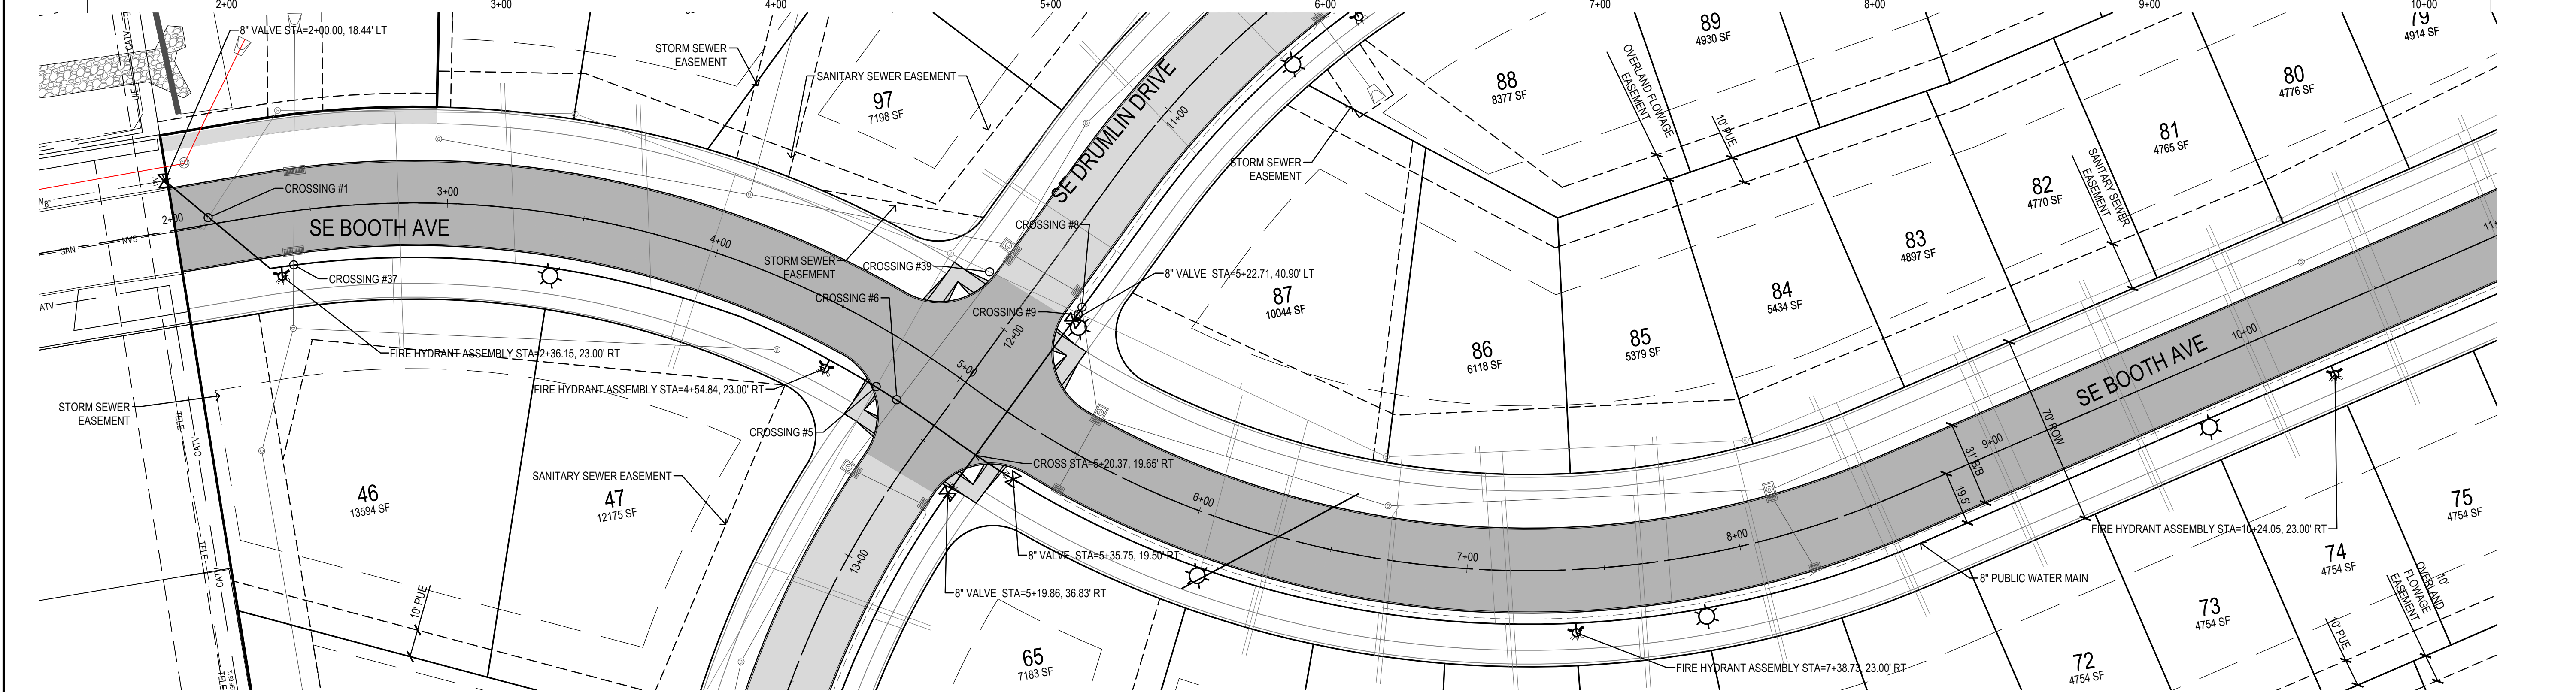 2+00
3+00
4+00
5+00
6+00
7+00
8+00
9+00
10+00
8" VALVE STA=2+00.00, 18.44' LT
CATV
UE
STORM SEWER
EASEMENT
SANITARY SEWER EASEMENT
97
7198 SF
SE DRUMLIN DRIVE
11+00
88
8377 SF
OVERLAND FLOWAGE
EASEMENT
89
4930 SF
10' PUE
79
4914 SF
80
4776 SF
81
4765 SF
SANITARY SEWER
EASEMENT
82
4770 SF
83
4897 SF
84
5434 SF
85
5379 SF
86
6118 SF
87
10044 SF
STORM SEWER
EASEMENT
CROSSING #1
2+00
3+00
SE BOOTH AVE
4+00
SAN
NVS
8"
CATV
CROSSING #37
STORM SEWER
EASEMENT
CROSSING #39
CROSSING #6
CROSSING #8
CROSSING #9
8" VALVE STA=5+22.71, 40.90' LT
12+00
5+00
FIRE HYDRANT ASSEMBLY STA=2+36.15, 23.00' RT
FIRE HYDRANT ASSEMBLY STA=4+54.84, 23.00' RT
CROSSING #5
STORM SEWER
EASEMENT
TELE
CATV
SANITARY SEWER EASEMENT
46
13594 SF
47
12175 SF
CROSS STA=5+20.37, 19.65' RT
6+00
7+00
8+00
9+00
10+00
11+
SE BOOTH AVE
70' ROW
31' B/B
19.5'
8" VALVE STA=5+35.75, 19.50' RT
8" VALVE STA=5+19.86, 36.83' RT
13+00
TELE
CATV
TELE
10' PUE
65
7183 SF
8" PUBLIC WATER MAIN
FIRE HYDRANT ASSEMBLY STA=10+24.05, 23.00' RT
FIRE HYDRANT ASSEMBLY STA=7+38.73, 23.00' RT
72
4754 SF
73
4754 SF
74
4754 SF
75
4754 SF
10' PUE
10'
OVERLAND
FLOWAGE
EASEMENT